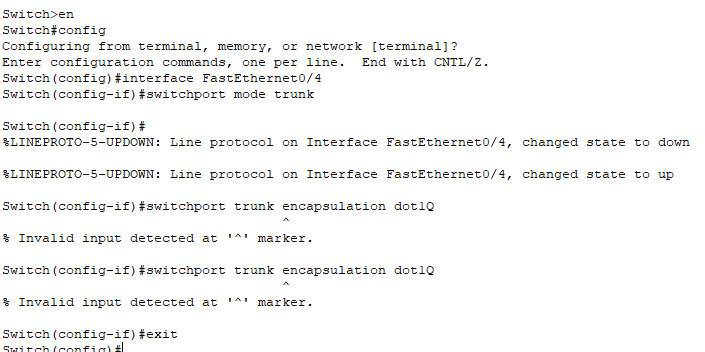 Switch>en
Switch#config
Configuring from terminal, memory, or network [terminal]?
Enter configuration commands, one per line.  End with CNTL/Z.
Switch(config)#interface FastEthernet0/4
Switch(config-if)#switchport mode trunk
Switch(config-if)#
%LINEPROTO-5-UPDOWN: Line protocol on Interface FastEthernet0/4, changed state to down
%LINEPROTO-5-UPDOWN: Line protocol on Interface FastEthernet0/4, changed state to up
Switch(config-if)#switchport trunk encapsulation dot1Q
^
% Invalid input detected at '^' marker.
Switch(config-if)#switchport trunk encapsulation dot1Q
^
% Invalid input detected at '^' marker.
Switch(config-if)#exit
Switch(config)#